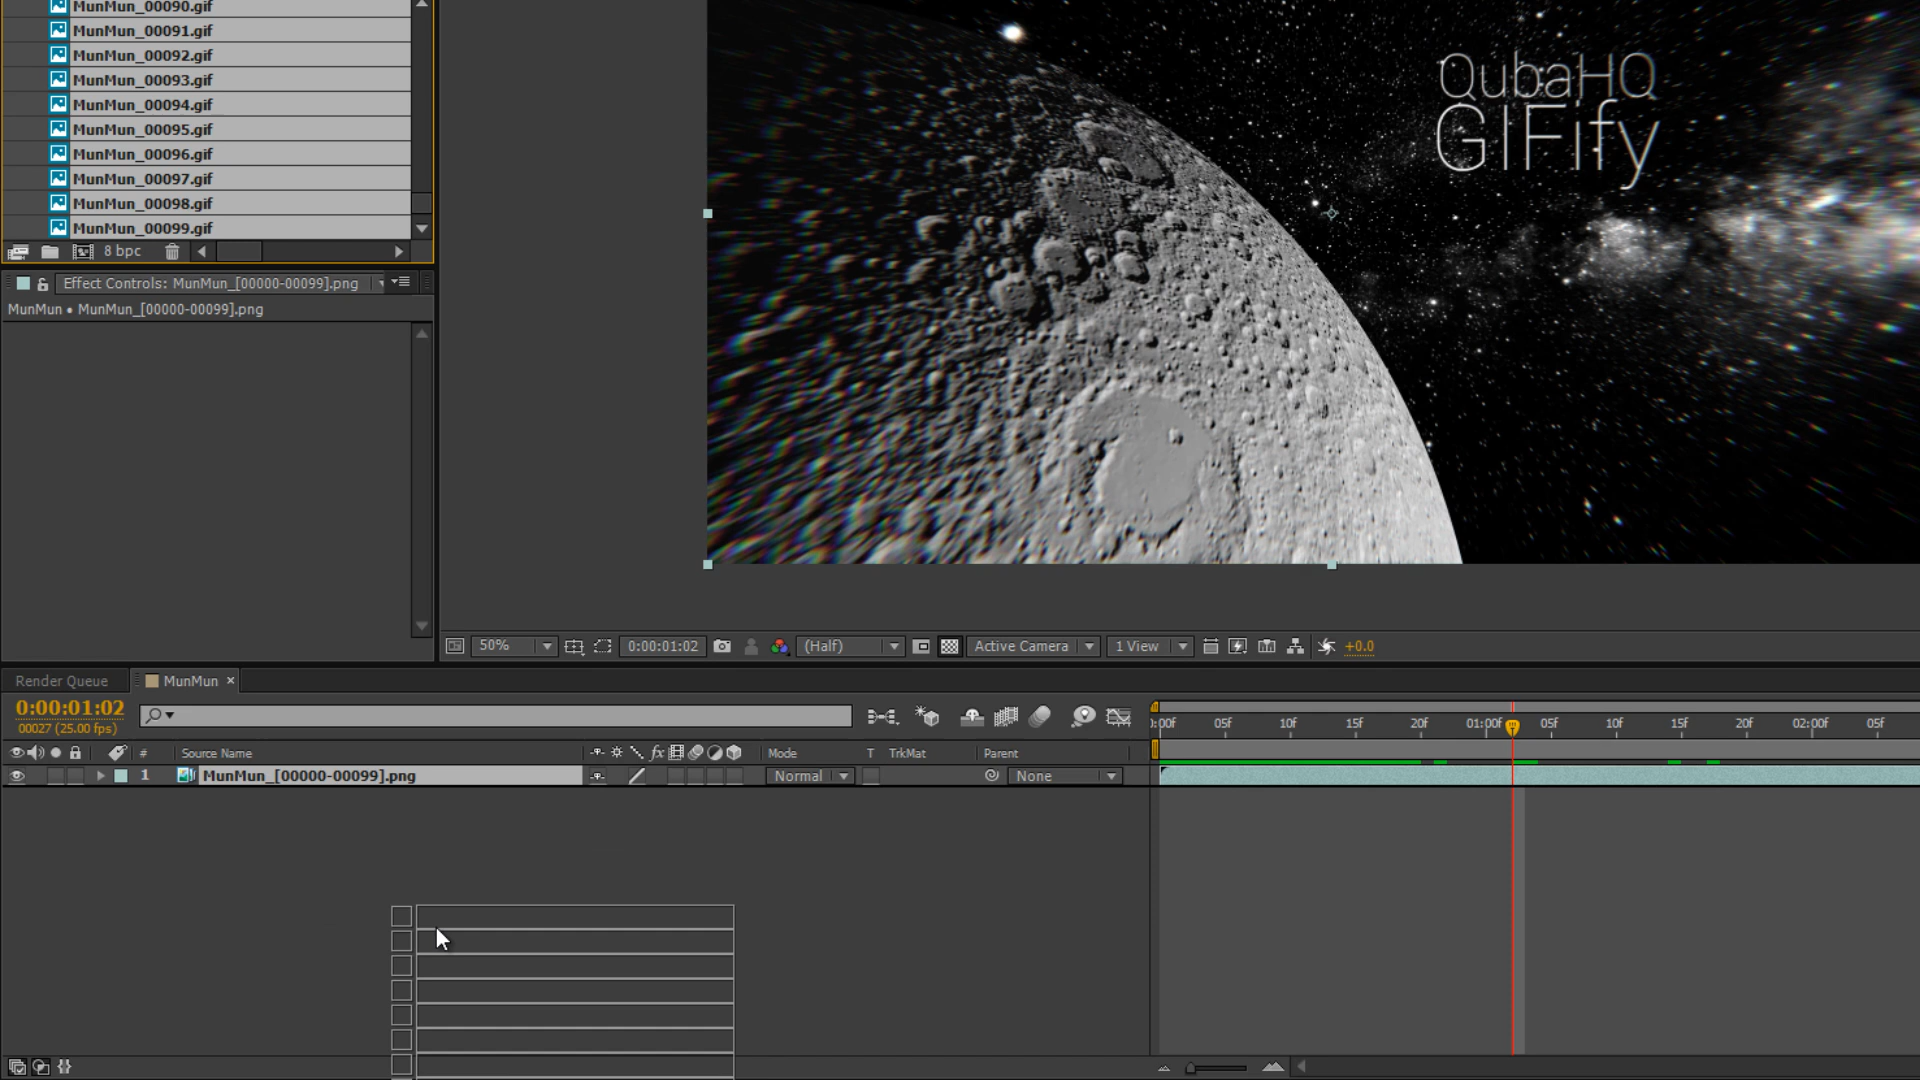 MunMun_00090.gif
MunMun_00091.gif
MunMun_00092.gif
MunMun_00093.gif
MunMun_00094.gif
MunMun_00095.gif
MunMun_00096.gif
MunMun_00097.gif
MunMun_00098.gif
MunMun_00099.gif
8 bpc
QubaHQ
GIFify
Effect Controls: MunMun_[00000-00099].png
MunMun • MunMun_[00000-00099].png
50% 0:00:01:02 (Half) Active Camera 1 View +0.0
Render Queue MunMun ×
0:00:01:02
00027 (25.00 fps)
):00f 05f 10f 15f 20f 01:00f 05f 10f 15f 20f 02:00f 05f
# Source Name fx Mode T TrkMat Parent
1 MunMun_[00000-00099].png Normal None